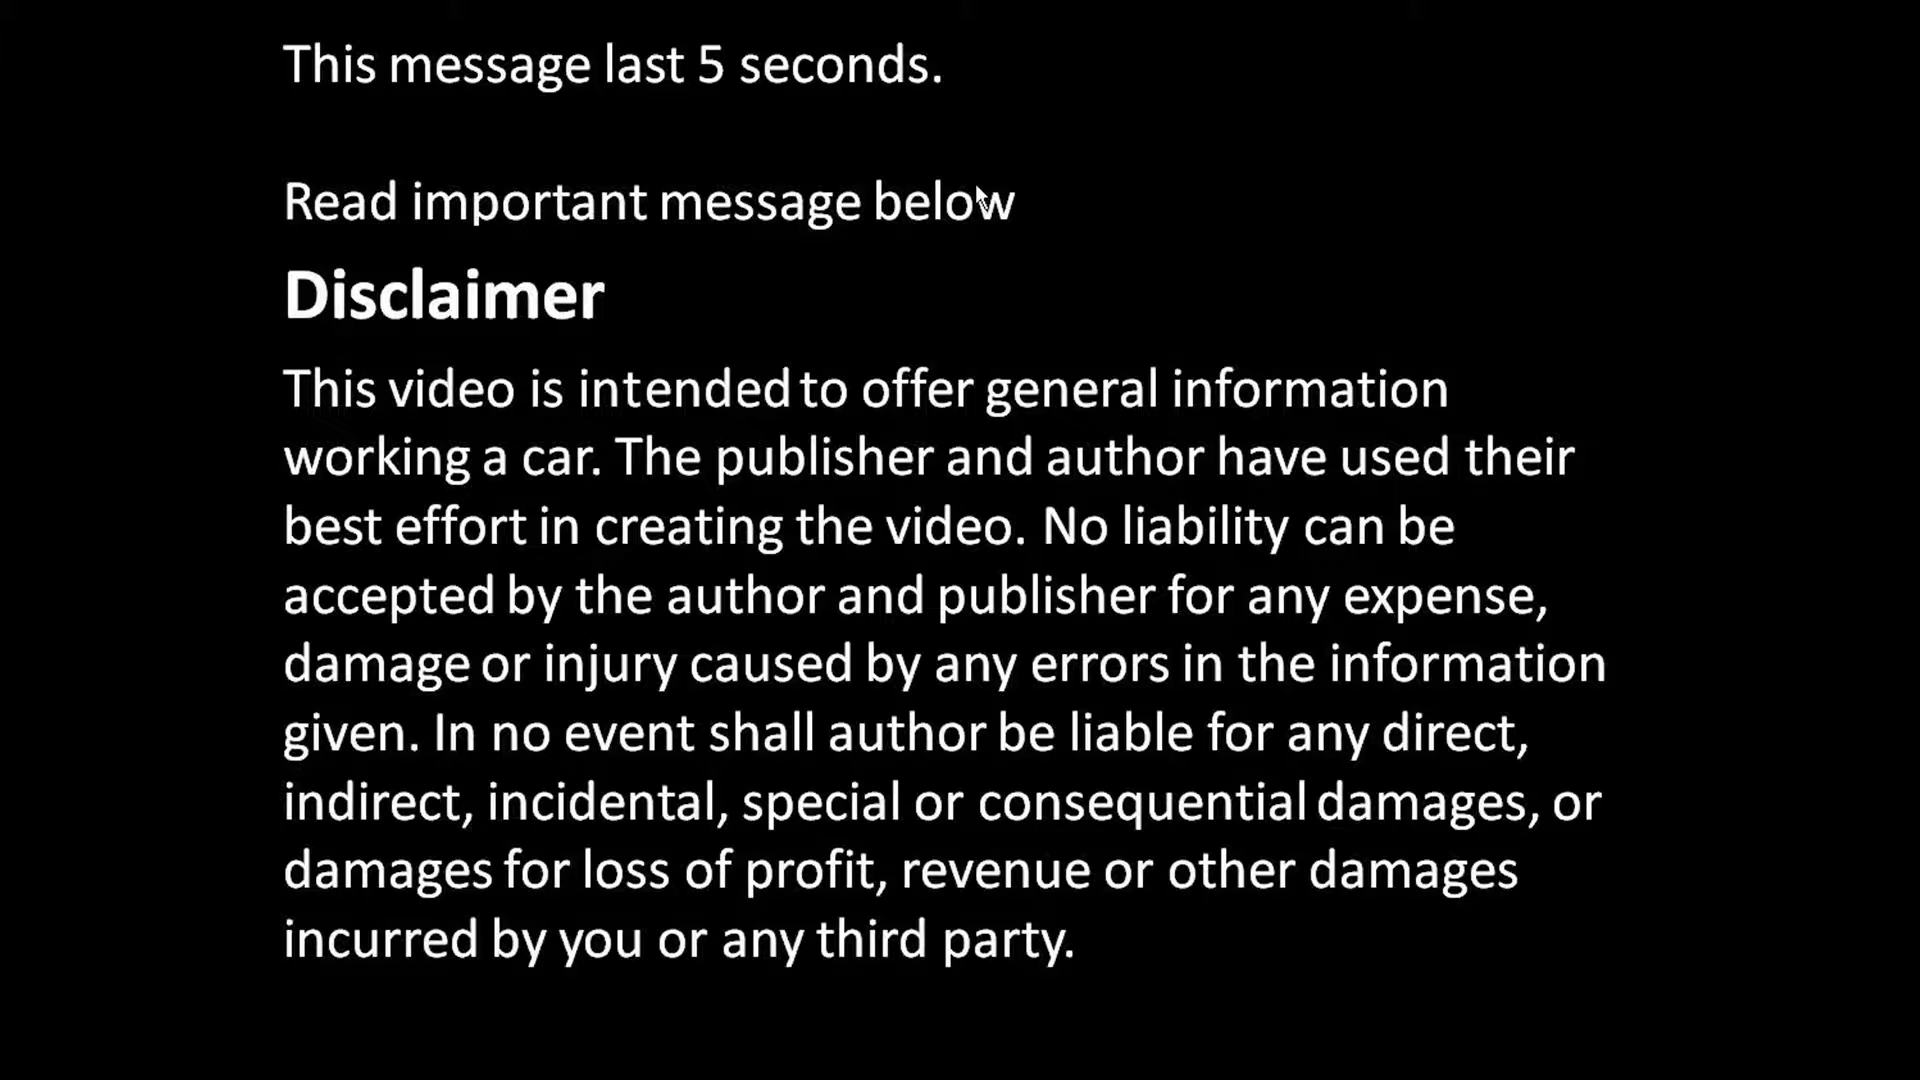 This message last 5 seconds.
Read important message below
Disclaimer
This video is intended to offer general information
working a car. The publisher and author have used their
best effort in creating the video. No liability can be
accepted by the author and publisher for any expense,
damage or injury caused by any errors in the information
given. In no event shall author be liable for any direct,
indirect, incidental, special or consequential damages, or
damages for loss of profit, revenue or other damages
incurred by you or any third party.